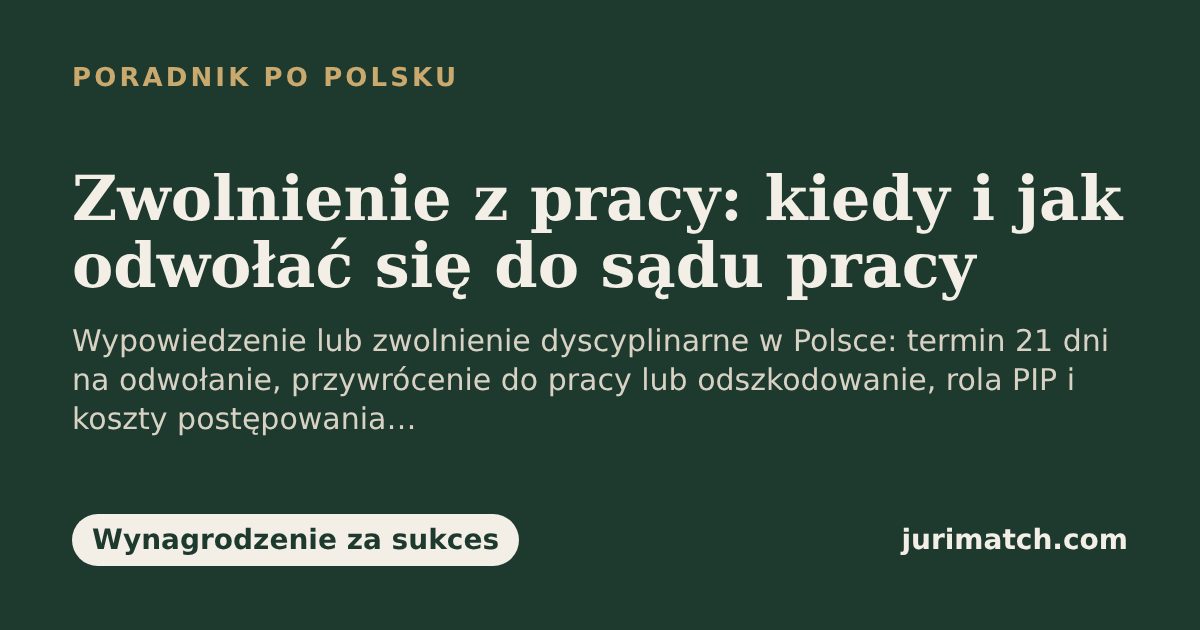 PORADNIK PO POLSKU
Zwolnienie z pracy: kiedy i jak
odwołać się do sądu pracy
Wypowiedzenie lub zwolnienie dyscyplinarne w Polsce: termin 21 dni
na odwołanie, przywrócenie do pracy lub odszkodowanie, rola PIP i
koszty postępowania…
Wynagrodzenie za sukces
jurimatch.com